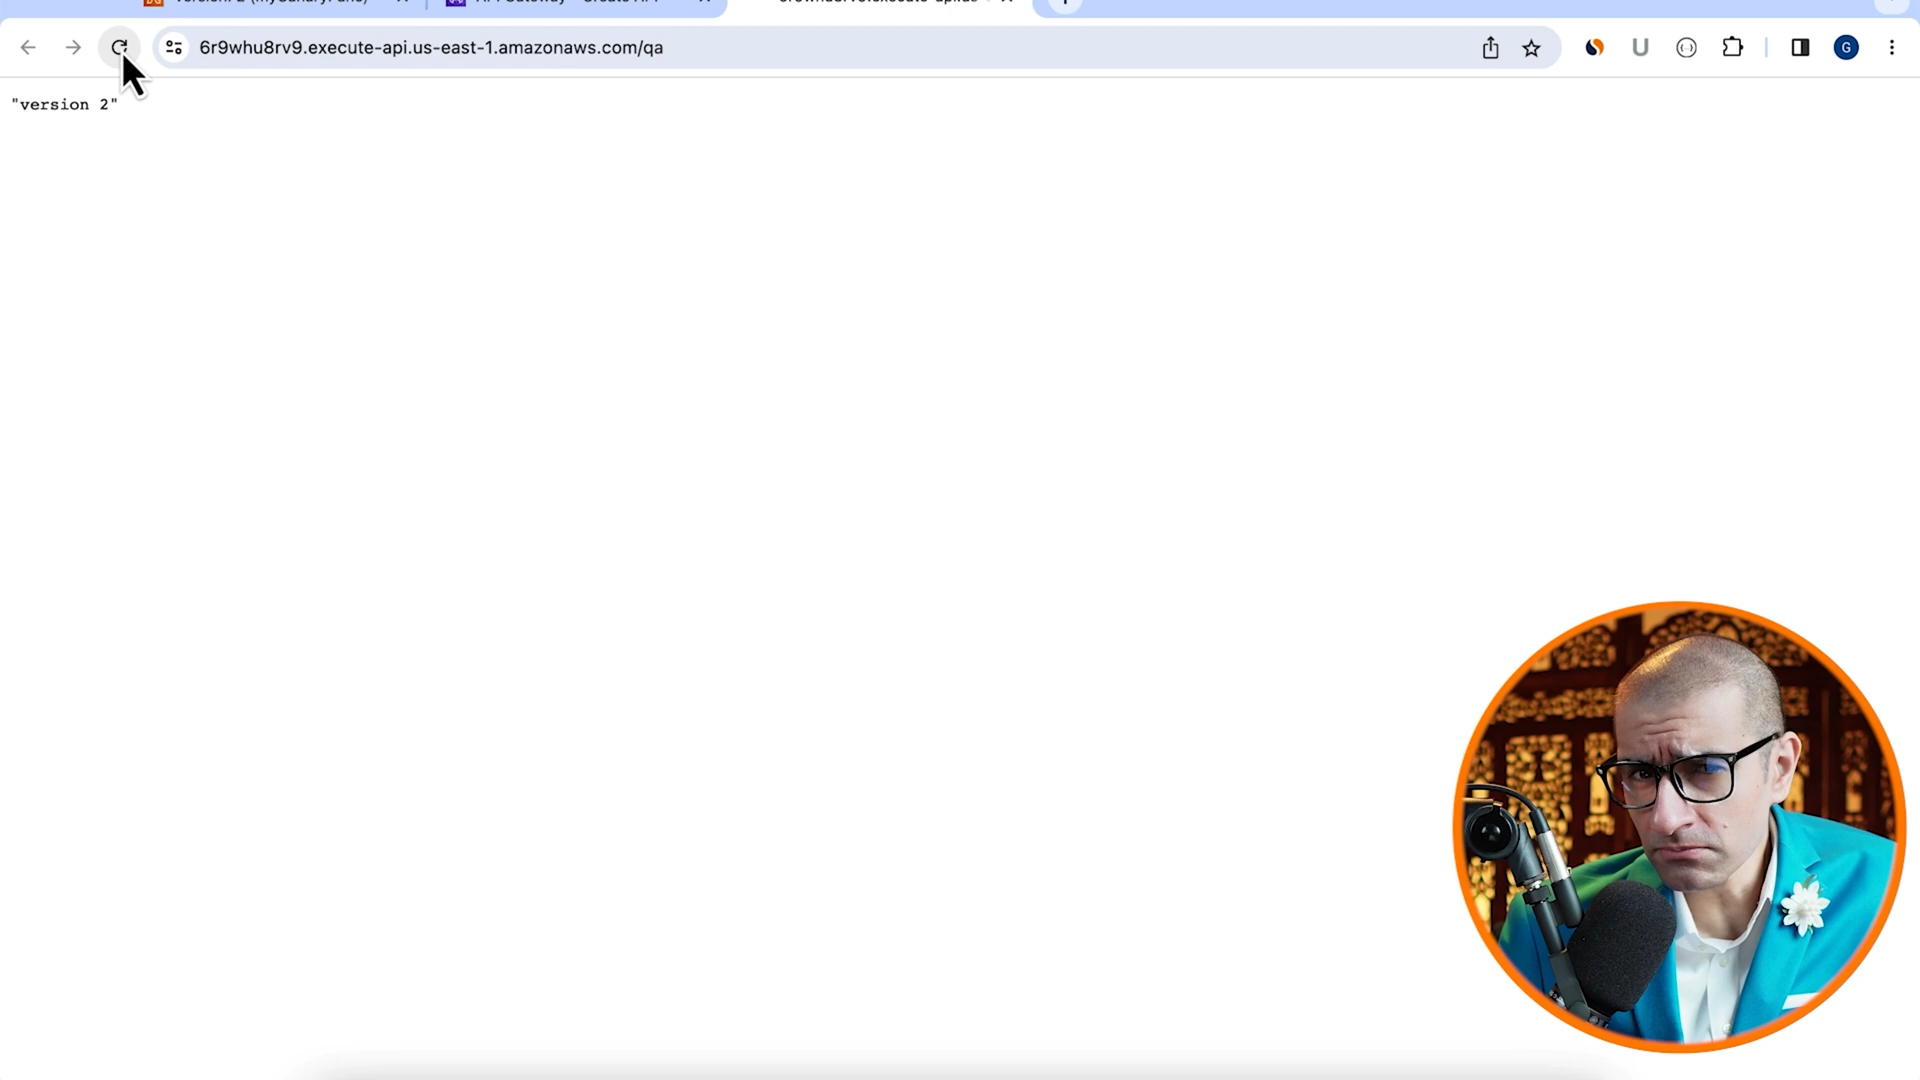 6r9whu8rv9.execute-api.us-east-1.amazonaws.com/qa
U
G
"version 2"